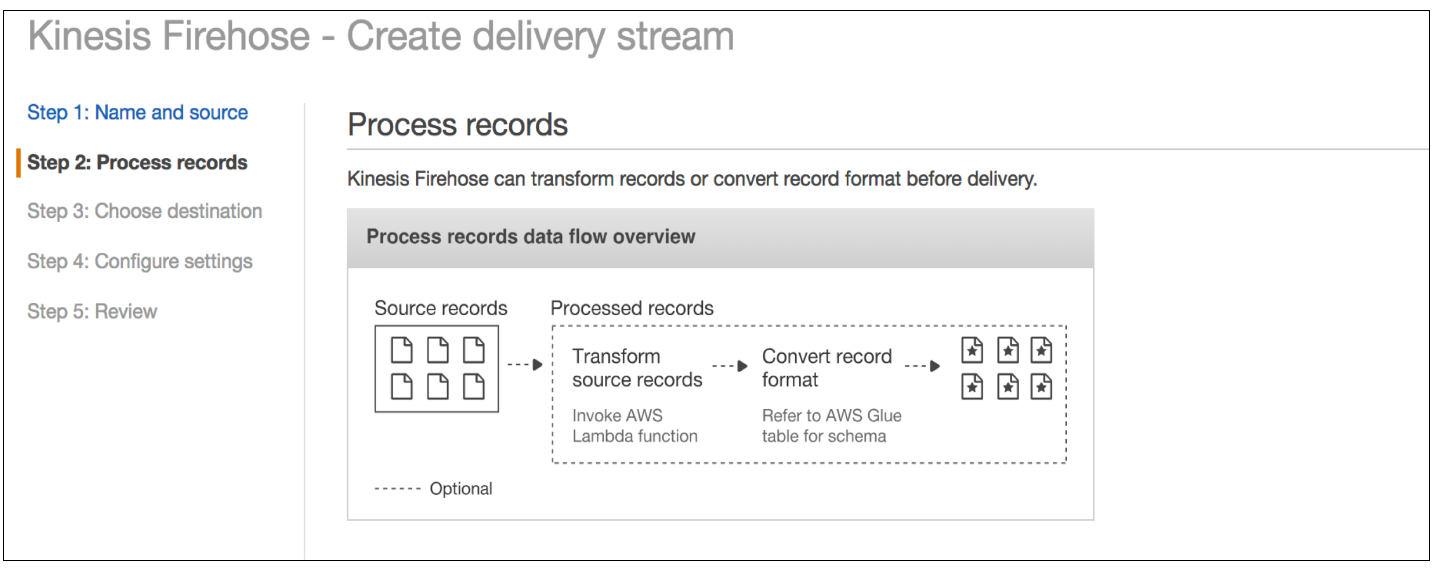 Kinesis Firehose - Create delivery stream
Step 1: Name and source
Step 2: Process records
Step 3: Choose destination
Step 4: Configure settings
Step 5: Review
Process records
Kinesis Firehose can transform records or convert record format before delivery.
Process records data flow overview
Source records
Processed records
Transform
source records
Invoke AWS
Lambda function
Convert record
format
Refer to AWS Glue
table for schema
Optional